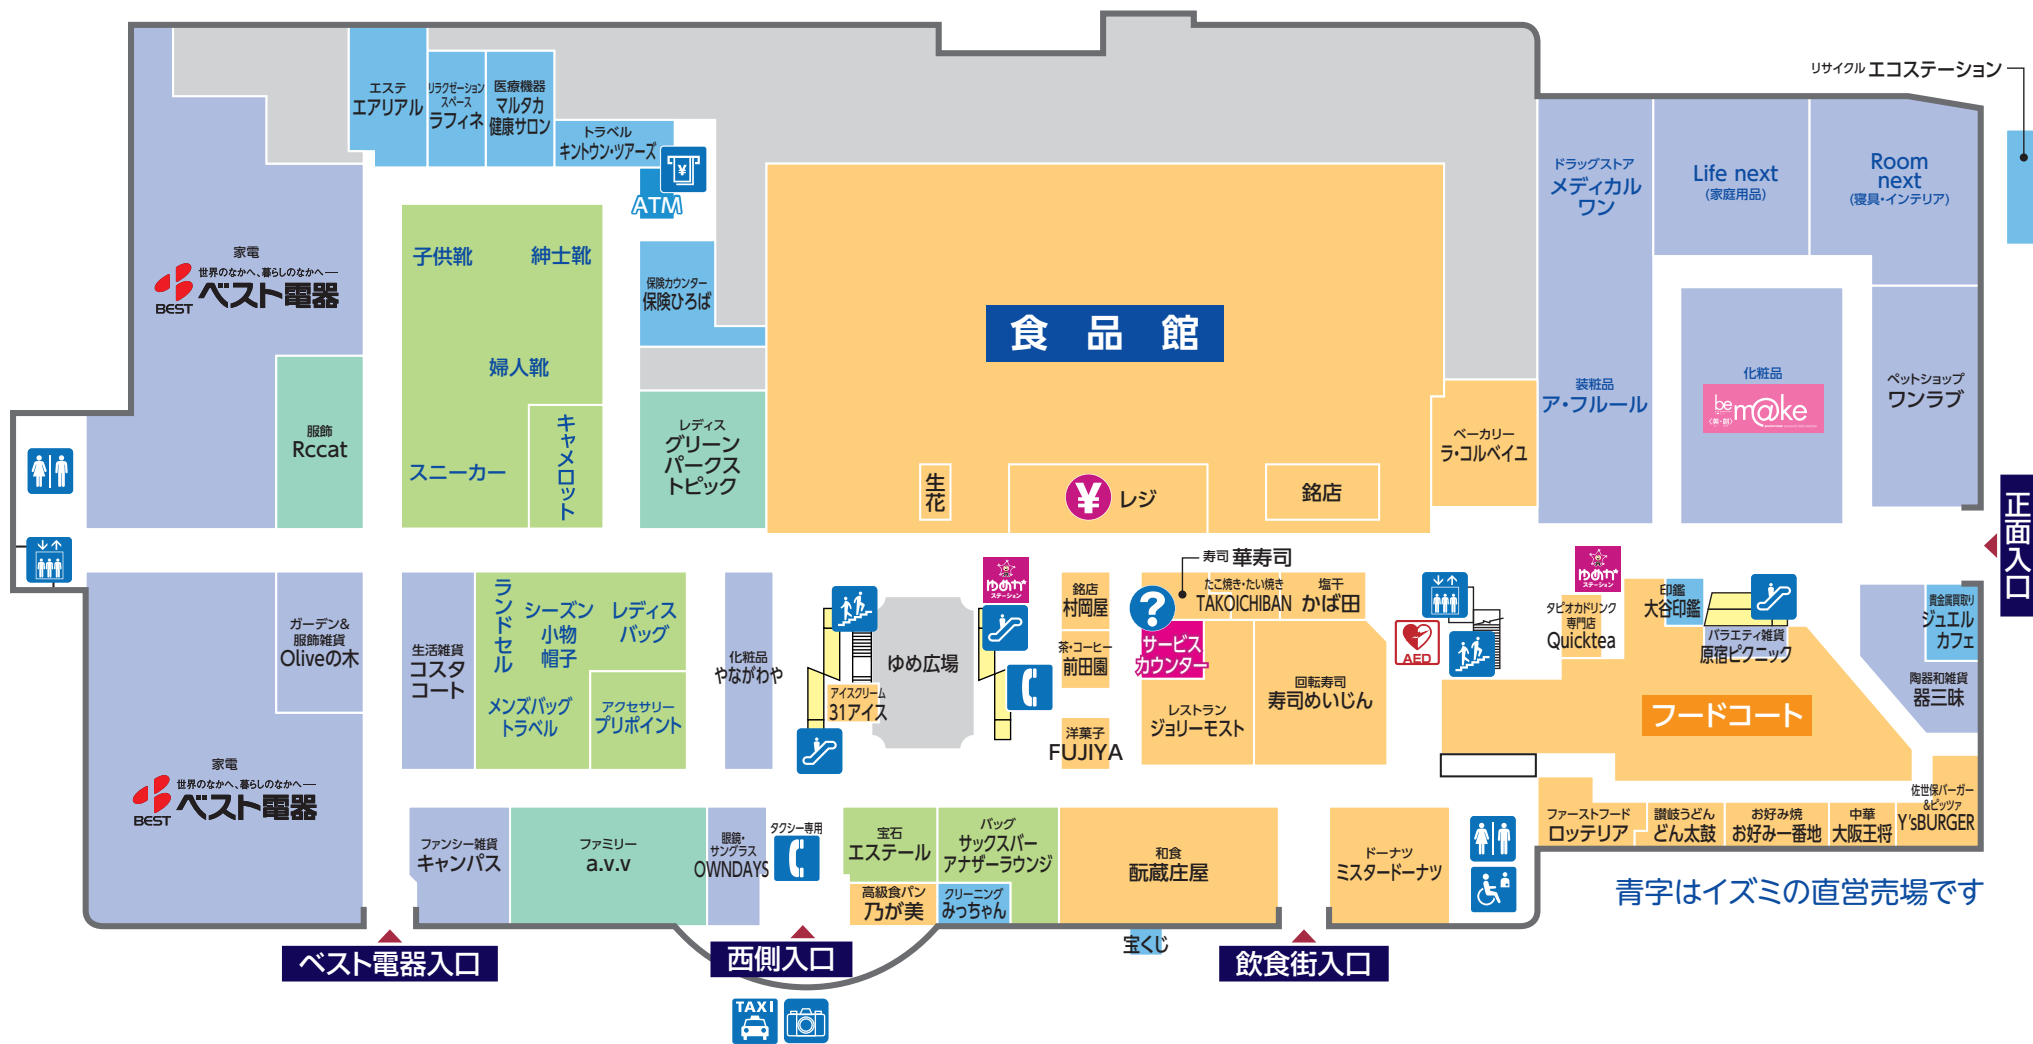 リサイクル エコステーション
エステ
エアリアル
リラクゼーション
スペース
ラフィネ
医療機器
マルタカ
健康サロン
トラベル
キントウン・ツアーズ
¥
ATM
ドラッグストア
メディカル
ワン
Life next
(家庭用品)
Room
next
(寝具・インテリア)
家電
世界のなかへ、暮らしのなかへ―
BEST ベスト電器
子供靴
紳士靴
婦人靴
スニーカー
キャメロット
保険カウンター
保険ひろば
食品館
服飾
Rccat
レディス
グリーン
パークス
トピック
生花
¥ レジ
銘店
ベーカリー
ラ・コルベイユ
装粧品
ア・フルール
化粧品
be m@ke
ペットショップ
ワンラブ
正面入口
ガーデン&
服飾雑貨
Oliveの木
生活雑貨
コスタ
コート
ランドセル
シーズン
小物
帽子
レディス
バッグ
メンズバッグ
トラベル
アクセサリー
プリポイント
化粧品
やながわや
アイスクリーム
31アイス
ゆめ広場
ゆめか
ステーション
銘店
村岡屋
茶・コーヒー
前田園
洋菓子
FUJIYA
寿司 華寿司
たこ焼き・たい焼き
TAKOICHIBAN
塩干
かば田
?
サービス
カウンター
レストラン
ジョリーモスト
回転寿司
寿司めいじん
AED
ゆめか
ステーション
タピオカドリンク
専門店
Quicktea
印鑑
大谷印鑑
バラエティ雑貨
原宿ピクニック
貴金属買取り
ジュエル
カフェ
陶器和雑貨
器三昧
フードコート
家電
世界のなかへ、暮らしのなかへ―
BEST ベスト電器
ファンシー雑貨
キャンパス
ファミリー
a.v.v
眼鏡・
サングラス
OWNDAYS
タクシー専用
宝石
エステール
高級食パン
乃が美
バッグ
サックスバー
アナザーラウンジ
クリーニング
みっちゃん
和食
酛蔵庄屋
ドーナツ
ミスタードーナツ
ファーストフード
ロッテリア
讃岐うどん
どん太鼓
お好み焼
お好み一番地
中華
大阪王将
佐世保バーガー
&ピッツァ
Y'sBURGER
青字はイズミの直営売場です
宝くじ
ベスト電器入口
西側入口
飲食街入口
TAXI